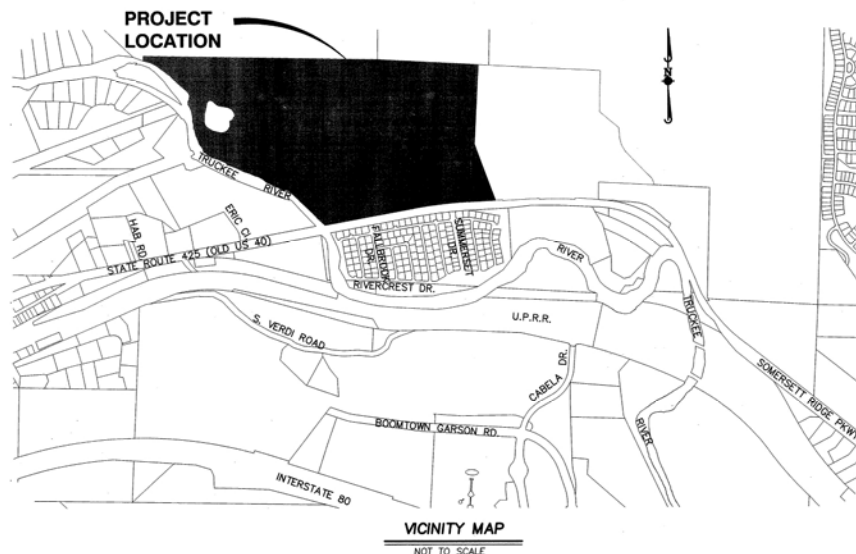 PROJECT
LOCATION
N
TRUCKEE RIVER
HAB. RD
ERIC CI.
STATE ROUTE 425 (OLD US 40)
FALLBROOK
DR.
SUMMERSET
DR.
RIVERCREST DR.
RIVER
TRUCKEE
U.P.R.R.
S. VERDI ROAD
CABELA DR.
SOMERSETT RIDGE PKWY
BOOMTOWN GARSON RD.
RIVER
INTERSTATE 80
VICINITY MAP
NOT TO SCALE